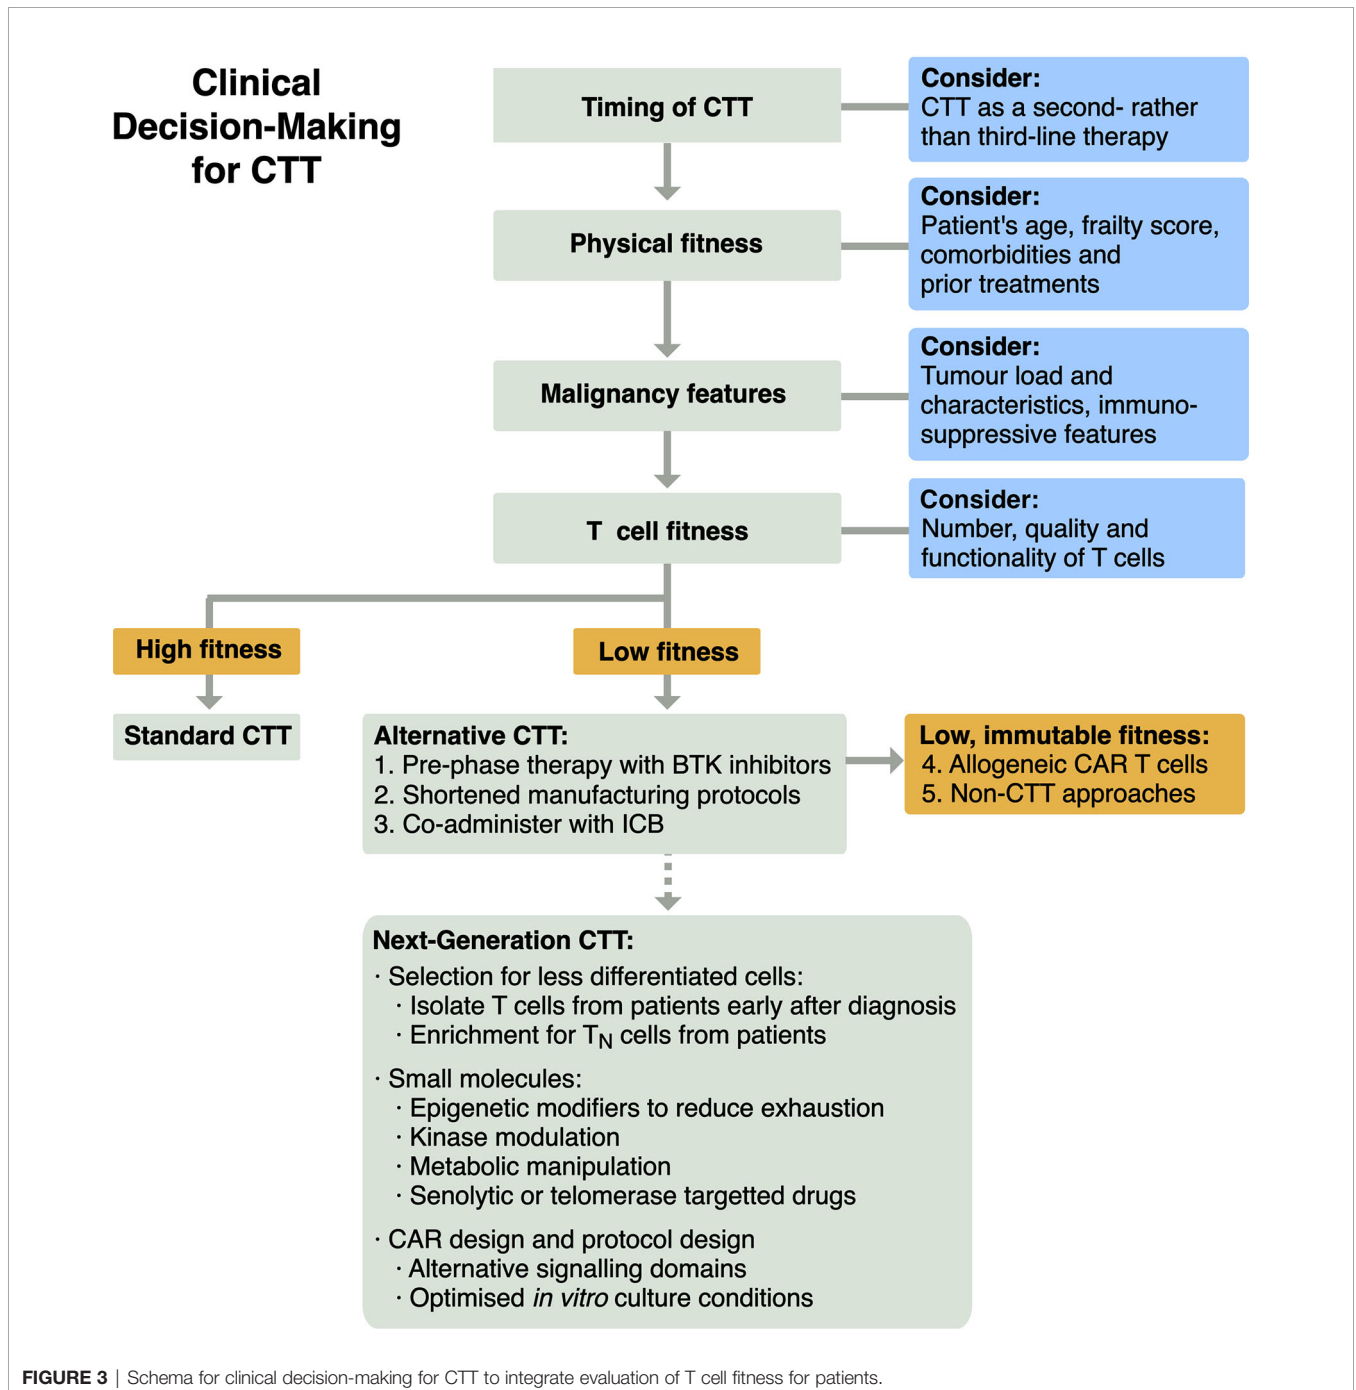 Clinical
Decision-Making
for CTT
Timing of CTT
Consider:
CTT as a second- rather
than third-line therapy
Physical fitness
Consider:
Patient's age, frailty score,
comorbidities and
prior treatments
Malignancy features
Consider:
Tumour load and
characteristics, immuno-
suppressive features
T cell fitness
Consider:
Number, quality and
functionality of T cells
High fitness
Low fitness
Standard CTT
Alternative CTT:
1. Pre-phase therapy with BTK inhibitors
2. Shortened manufacturing protocols
3. Co-administer with ICB
Low, immutable fitness:
4. Allogeneic CAR T cells
5. Non-CTT approaches
Next-Generation CTT:
· Selection for less differentiated cells:
· Isolate T cells from patients early after diagnosis
· Enrichment for TN cells from patients
· Small molecules:
· Epigenetic modifiers to reduce exhaustion
· Kinase modulation
· Metabolic manipulation
· Senolytic or telomerase targetted drugs
· CAR design and protocol design
· Alternative signalling domains
· Optimised in vitro culture conditions
FIGURE 3 | Schema for clinical decision-making for CTT to integrate evaluation of T cell fitness for patients.